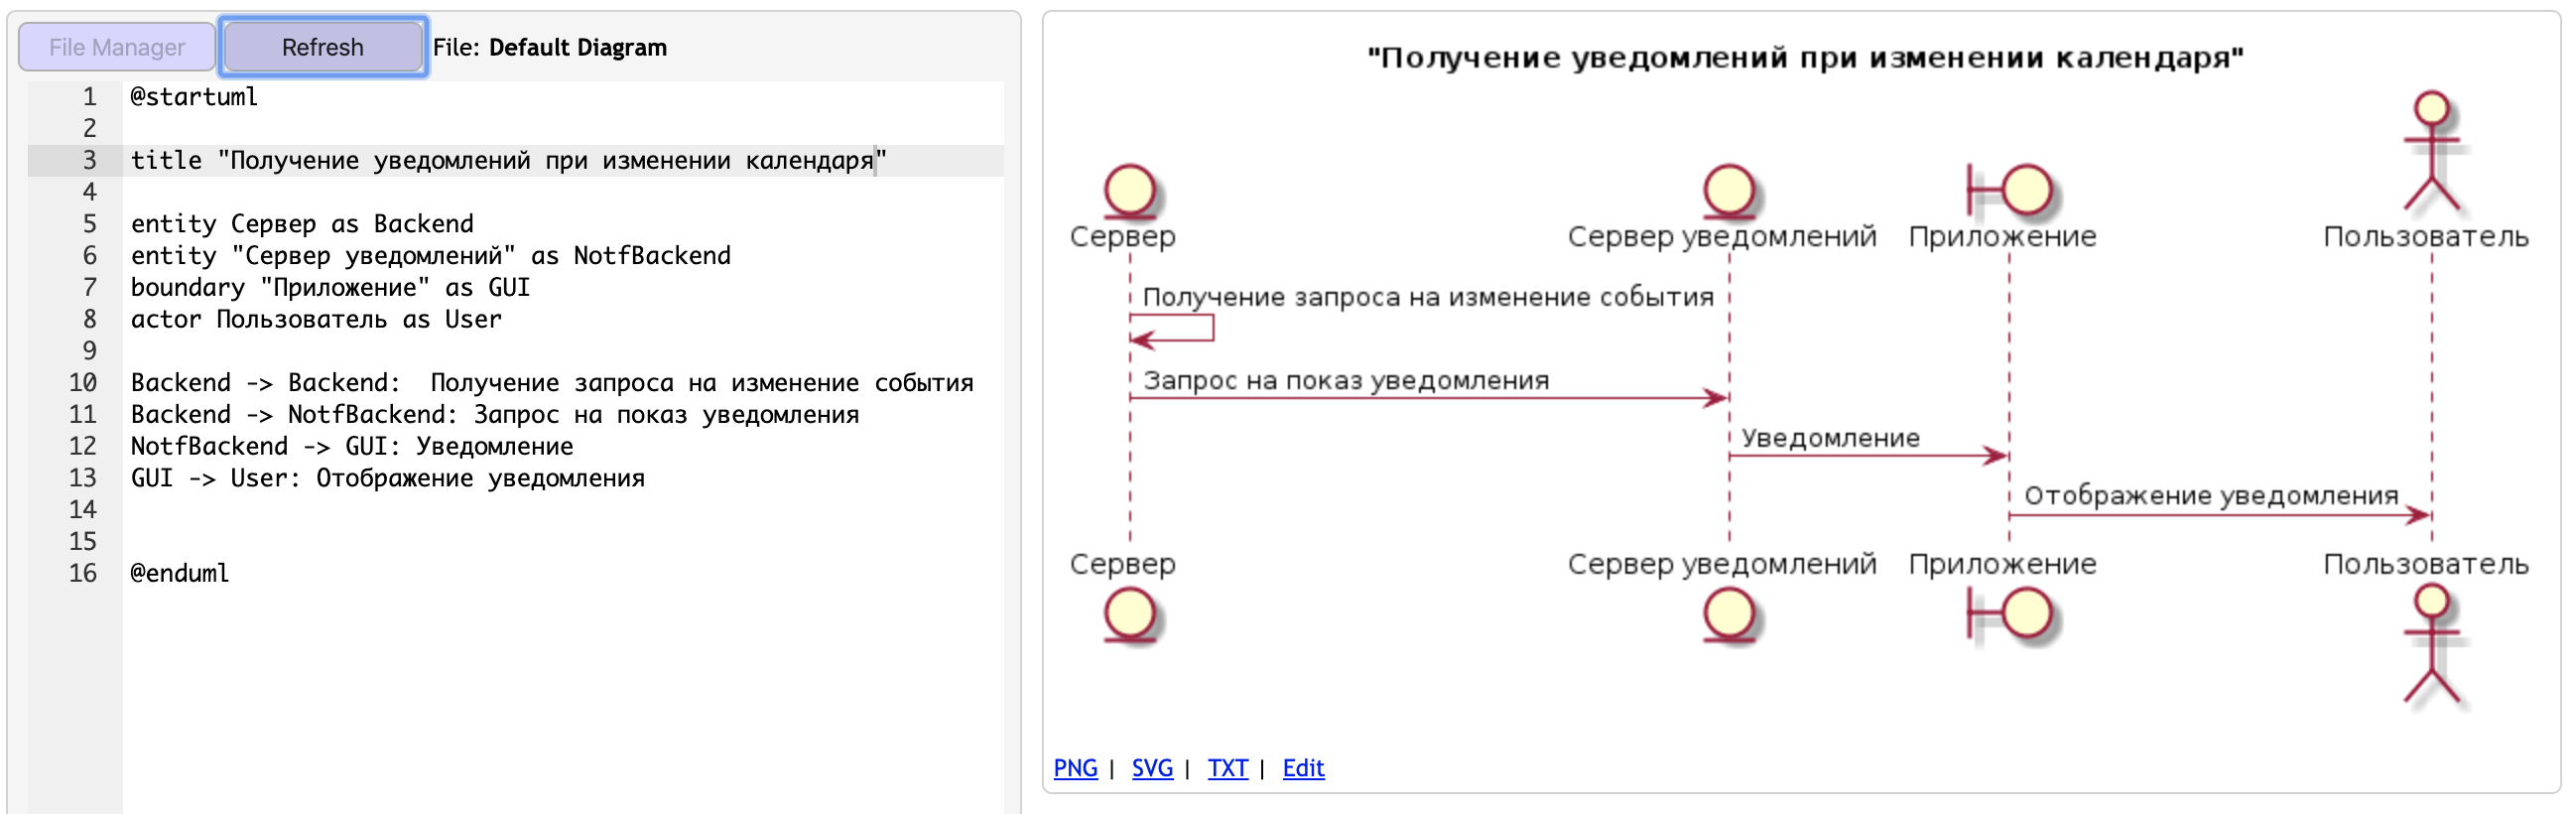 File Manager Refresh File: Default Diagram
1 @startuml
2
3 title "Получение уведомлений при изменении календаря"
4
5 entity Сервер as Backend
6 entity "Сервер уведомлений" as NotfBackend
7 boundary "Приложение" as GUI
8 actor Пользователь as User
9
10 Backend -> Backend:  Получение запроса на изменение события
11 Backend -> NotfBackend: Запрос на показ уведомления
12 NotfBackend -> GUI: Уведомление
13 GUI -> User: Отображение уведомления
14
15
16 @enduml
"Получение уведомлений при изменении календаря"
Сервер Сервер уведомлений Приложение Пользователь
Получение запроса на изменение события
Запрос на показ уведомления
Уведомление
Отображение уведомления
Сервер Сервер уведомлений Приложение Пользователь
PNG | SVG | TXT | Edit